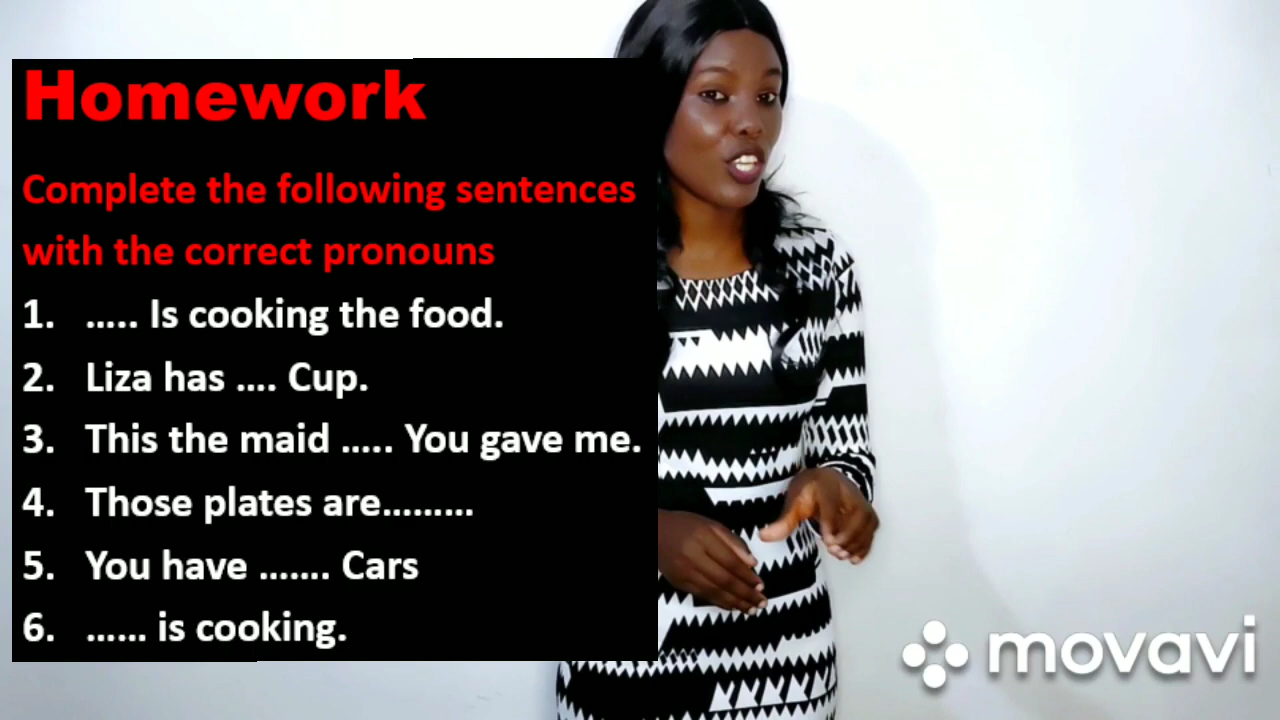 Homework
Complete the following sentences
with the correct pronouns
1. ..... Is cooking the food.
2. Liza has .... Cup.
3. This the maid ..... You gave me.
4. Those plates are.........
5. You have ....... Cars
6. ...... is cooking.
movavi